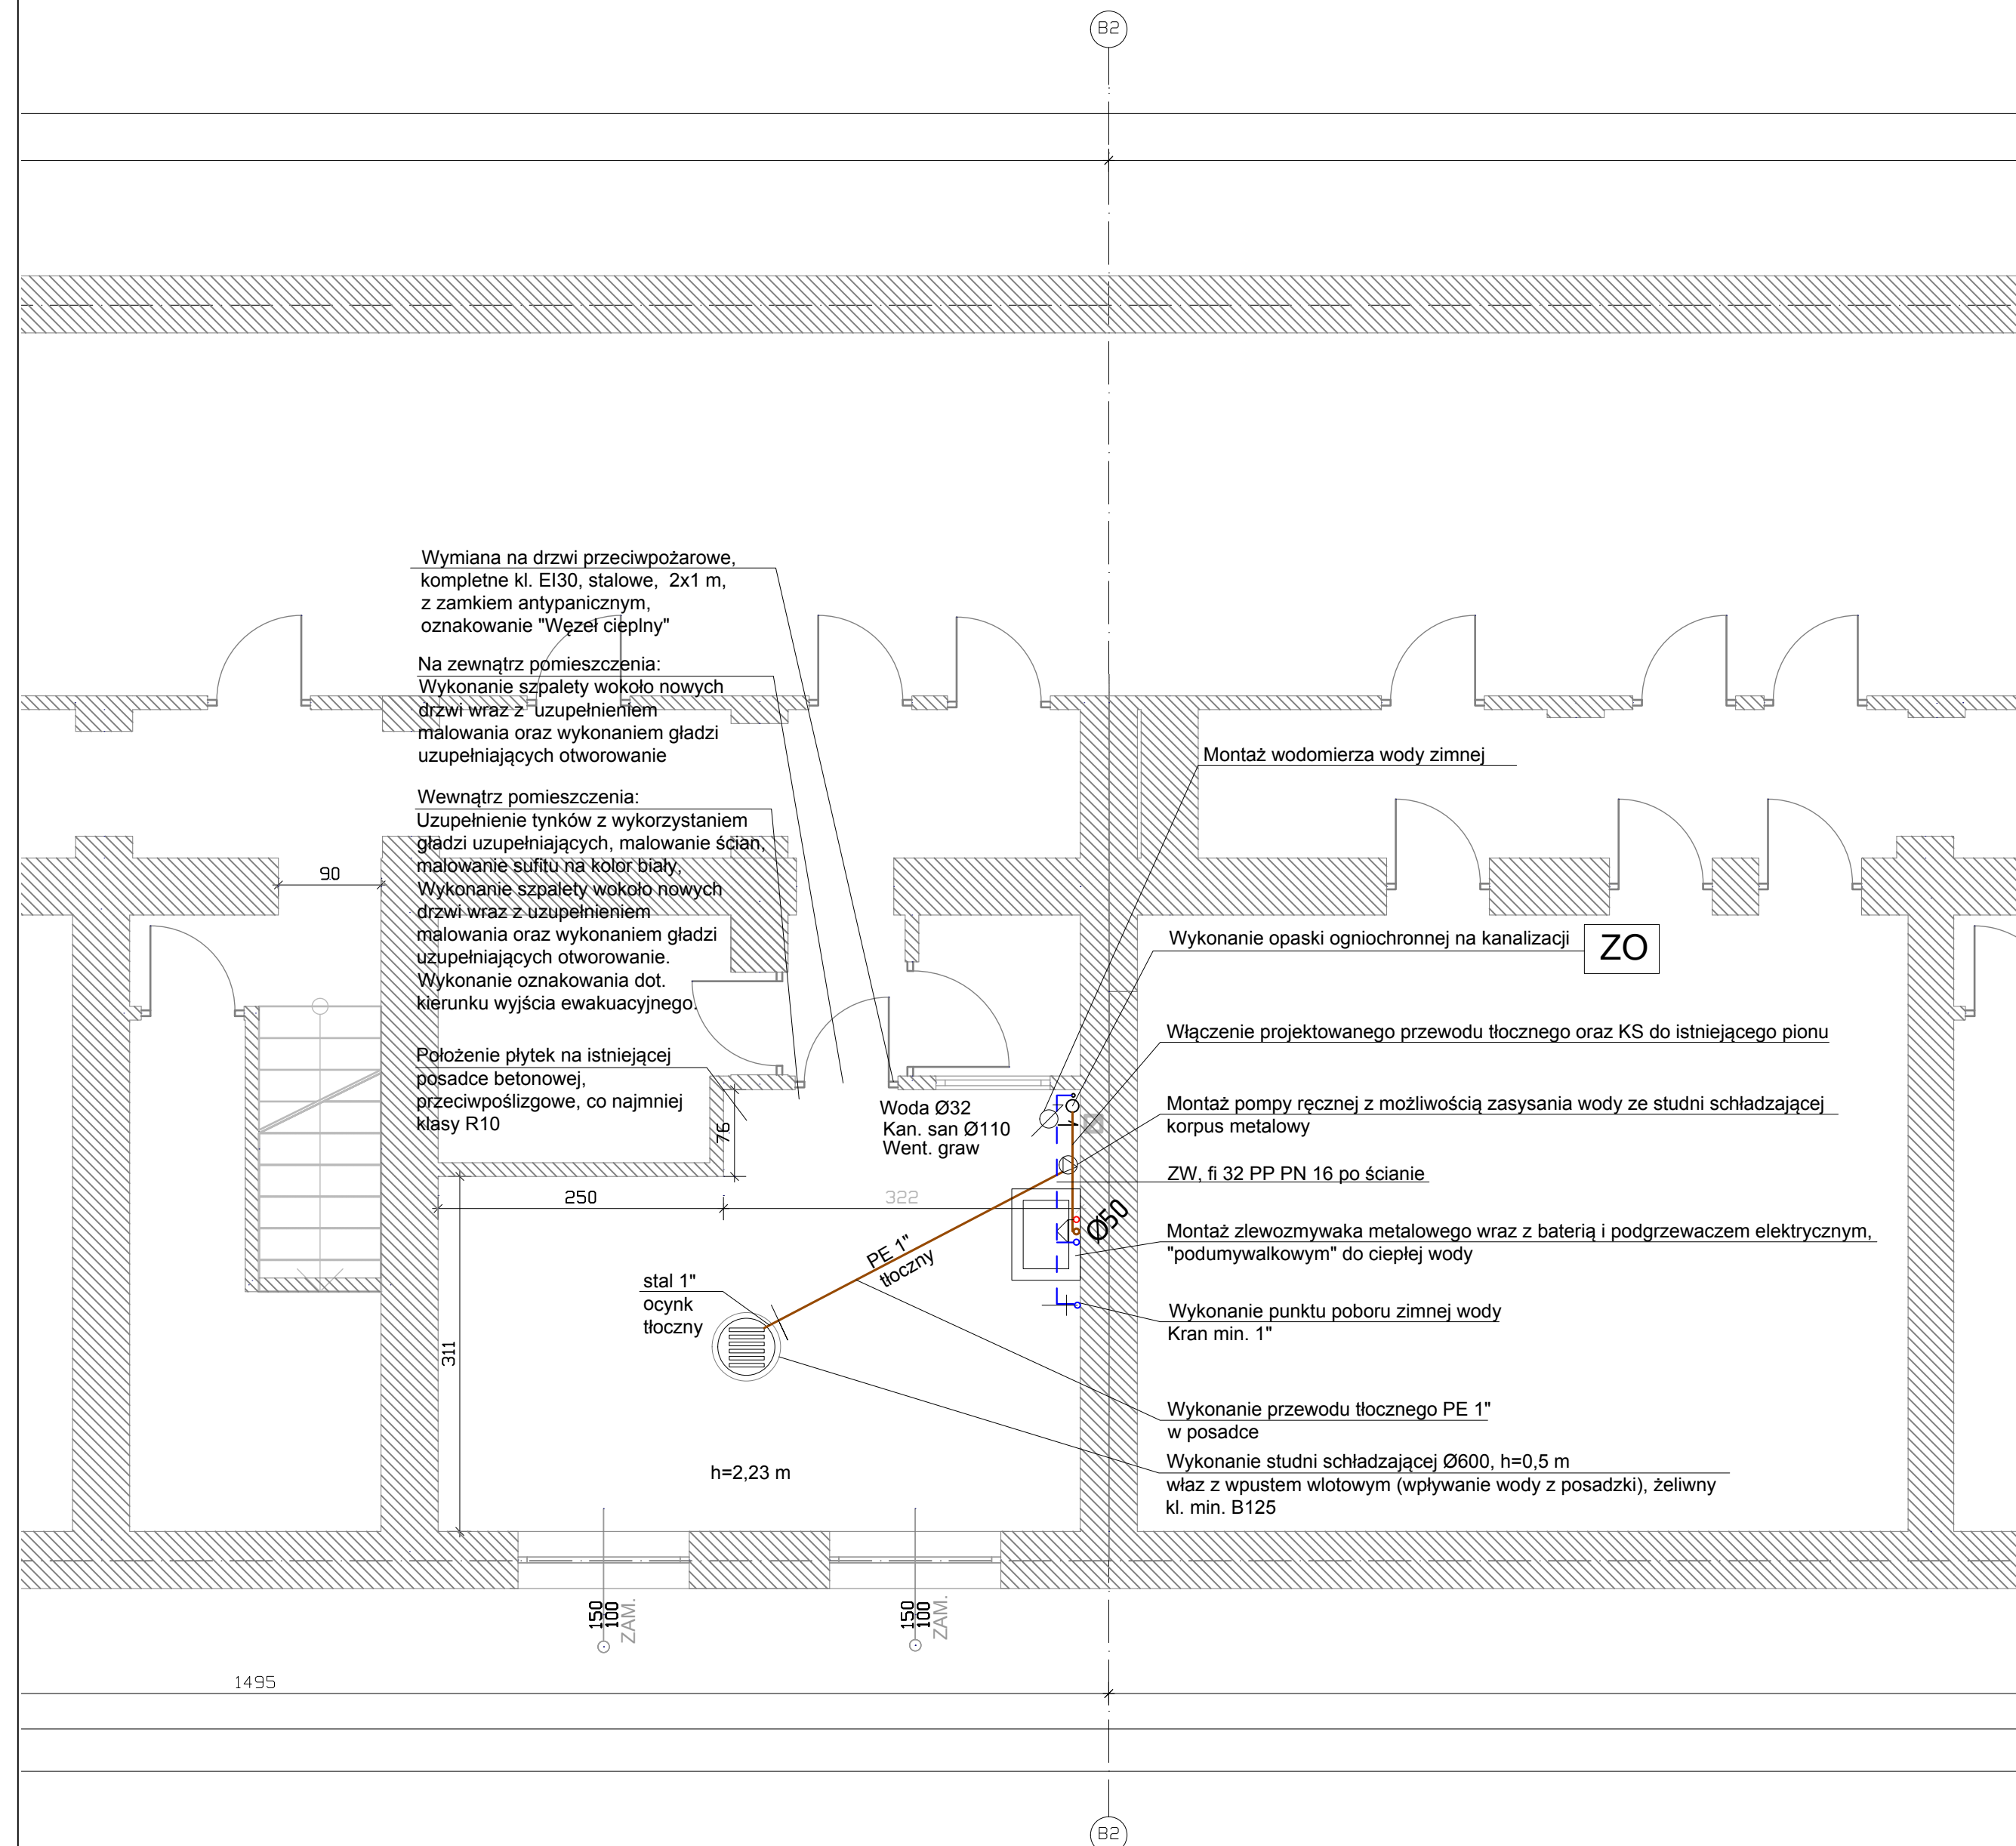 B2
Wymiana na drzwi przeciwpożarowe,
kompletne kl. EI30, stalowe, 2x1 m,
z zamkiem antypanicznym,
oznakowanie "Węzeł cieplny"
Na zewnątrz pomieszczenia:
Wykonanie szpalety wokoło nowych
drzwi wraz z uzupełnieniem
malowania oraz wykonaniem gładzi
uzupełniających otworowanie
Wewnątrz pomieszczenia:
Uzupełnienie tynków z wykorzystaniem
gładzi uzupełniających, malowanie ścian,
malowanie sufitu na kolor biały,
Wykonanie szpalety wokoło nowych
drzwi wraz z uzupełnieniem
malowania oraz wykonaniem gładzi
uzupełniających otworowanie.
Wykonanie oznakowania dot.
kierunku wyjścia ewakuacyjnego.
Położenie płytek na istniejącej
posadce betonowej,
przeciwpoślizgowe, co najmniej
klasy R10
90
Montaż wodomierza wody zimnej
Wykonanie opaski ogniochronnej na kanalizacji
ZO
Włączenie projektowanego przewodu tłocznego oraz KS do istniejącego pionu
Montaż pompy ręcznej z możliwością zasysania wody ze studni schładzającej
korpus metalowy
ZW, fi 32 PP PN 16 po ścianie
Montaż zlewozmywaka metalowego wraz z baterią i podgrzewaczem elektrycznym,
"podumywalkowym" do ciepłej wody
Wykonanie punktu poboru zimnej wody
Kran min. 1"
Wykonanie przewodu tłocznego PE 1"
w posadce
Wykonanie studni schładzającej Ø600, h=0,5 m
właz z wpustem wlotowym (wpływanie wody z posadzki), żeliwny
kl. min. B125
Woda Ø32
Kan. san Ø110
Went. graw
76
250
322
Ø50
PE 1"
tłoczny
stal 1"
ocynk
tłoczny
311
h=2,23 m
150
100
ZAM.
150
100
ZAM.
1495
B2